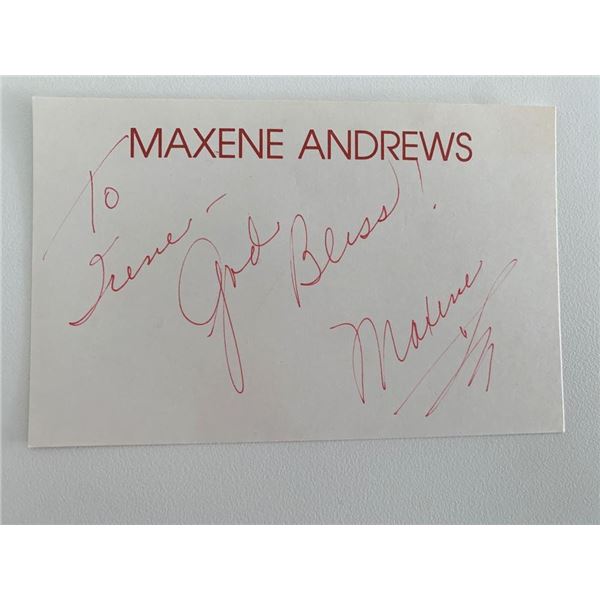 MAXENE ANDREWS
To
Irene -
God Bless!
Maxene